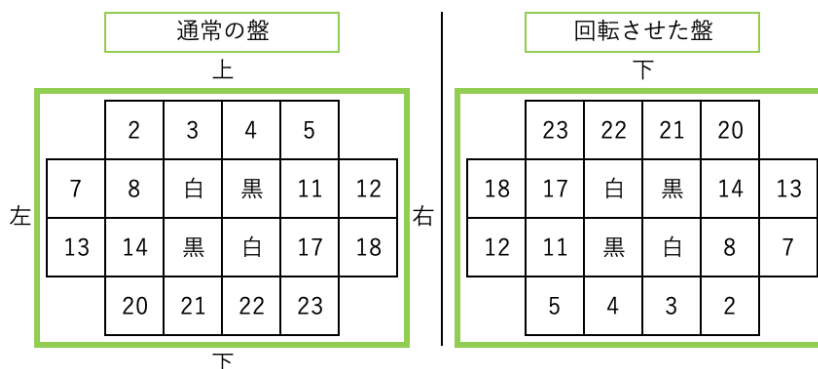 通常の盤
回転させた盤
上
下
2 3 4 5
23 22 21 20
7 8 白 黒 11 12
18 17 白 黒 14 13
左
右
13 14 黒 白 17 18
12 11 黒 白 8 7
20 21 22 23
5 4 3 2
下